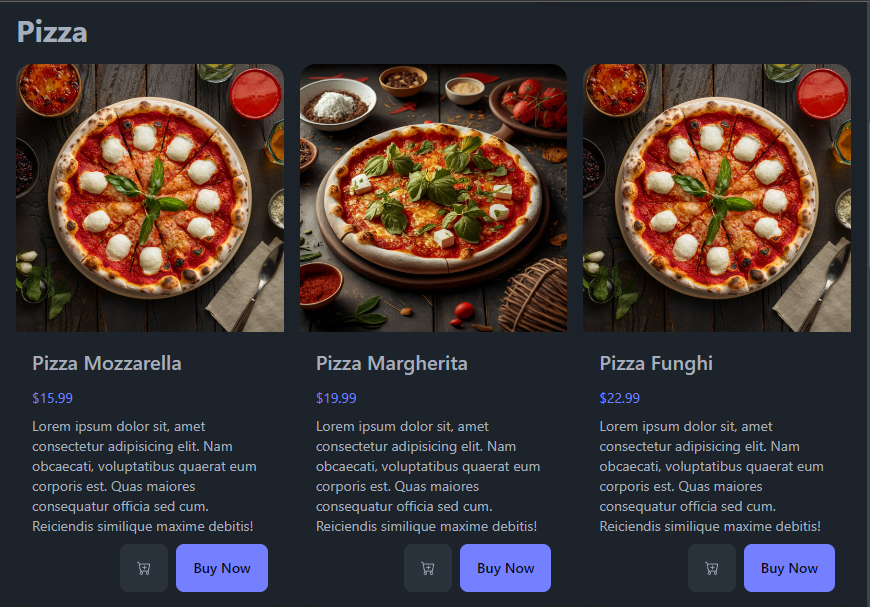 Pizza
Pizza Mozzarella
$15.99
Lorem ipsum dolor sit, amet
consectetur adipisicing elit. Nam
obcaecati, voluptatibus quaerat eum
corporis est. Quas maiores
consequatur officia sed cum.
Reiciendis similique maxime debitis!
Buy Now
Pizza Margherita
$19.99
Lorem ipsum dolor sit, amet
consectetur adipisicing elit. Nam
obcaecati, voluptatibus quaerat eum
corporis est. Quas maiores
consequatur officia sed cum.
Reiciendis similique maxime debitis!
Buy Now
Pizza Funghi
$22.99
Lorem ipsum dolor sit, amet
consectetur adipisicing elit. Nam
obcaecati, voluptatibus quaerat eum
corporis est. Quas maiores
consequatur officia sed cum.
Reiciendis similique maxime debitis!
Buy Now